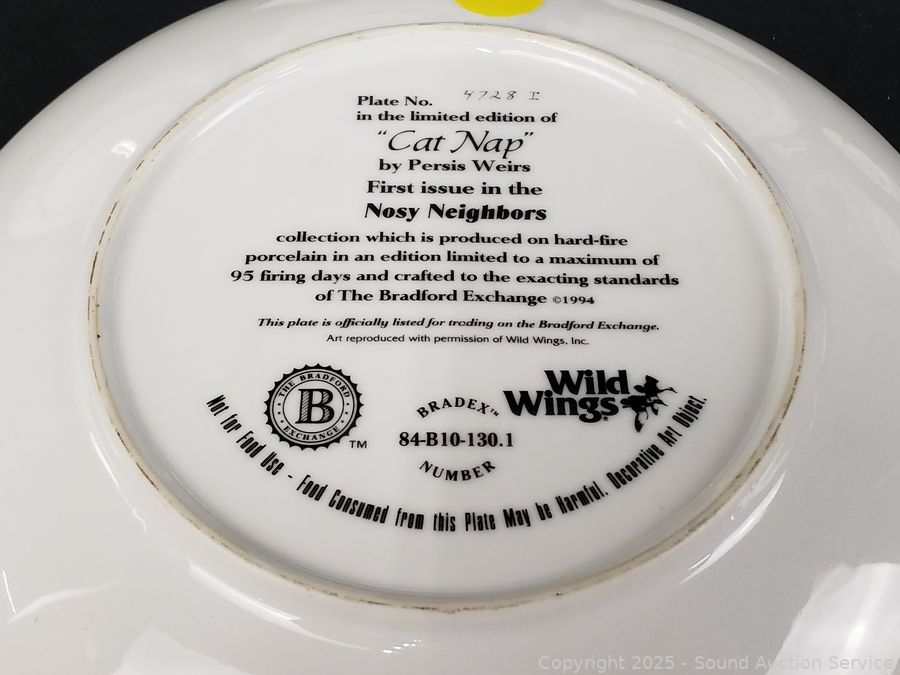 Plate No. 4728 I
in the limited edition of
"Cat Nap"
by Persis Weirs
First issue in the
Nosy Neighbors
collection which is produced on hard-fire
porcelain in an edition limited to a maximum of
95 firing days and crafted to the exacting standards
of The Bradford Exchange ©1994
This plate is officially listed for trading on the Bradford Exchange.
Art reproduced with permission of Wild Wings, Inc.
THE BRADFORD
B
EXCHANGE
TM
BRADEX™
84-B10-130.1
NUMBER
Wild
Wings®
Not for Food Use - Food Consumed from this Plate May be Harmful. Decorative Art Object.
Copyright 2025 - Sound Auction Service